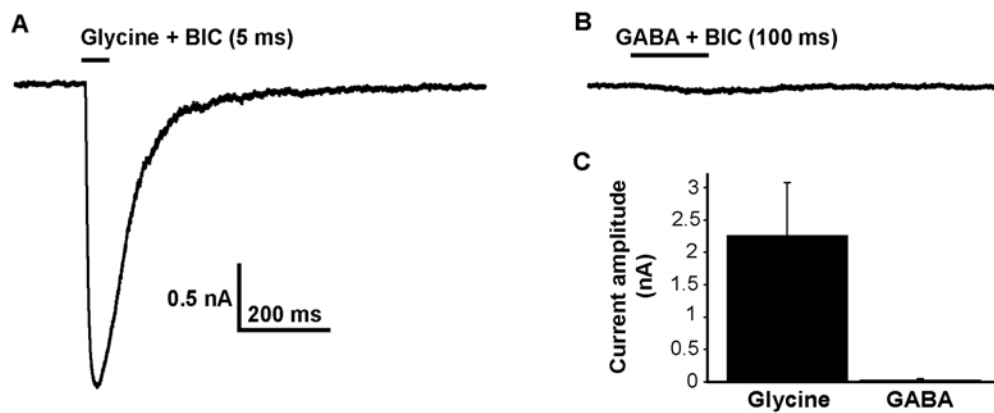 A
Glycine + BIC (5 ms)
0.5 nA
200 ms
B
GABA + BIC (100 ms)
C
Current amplitude
(nA)
3
2.5
2
1.5
1
0.5
0
Glycine
GABA